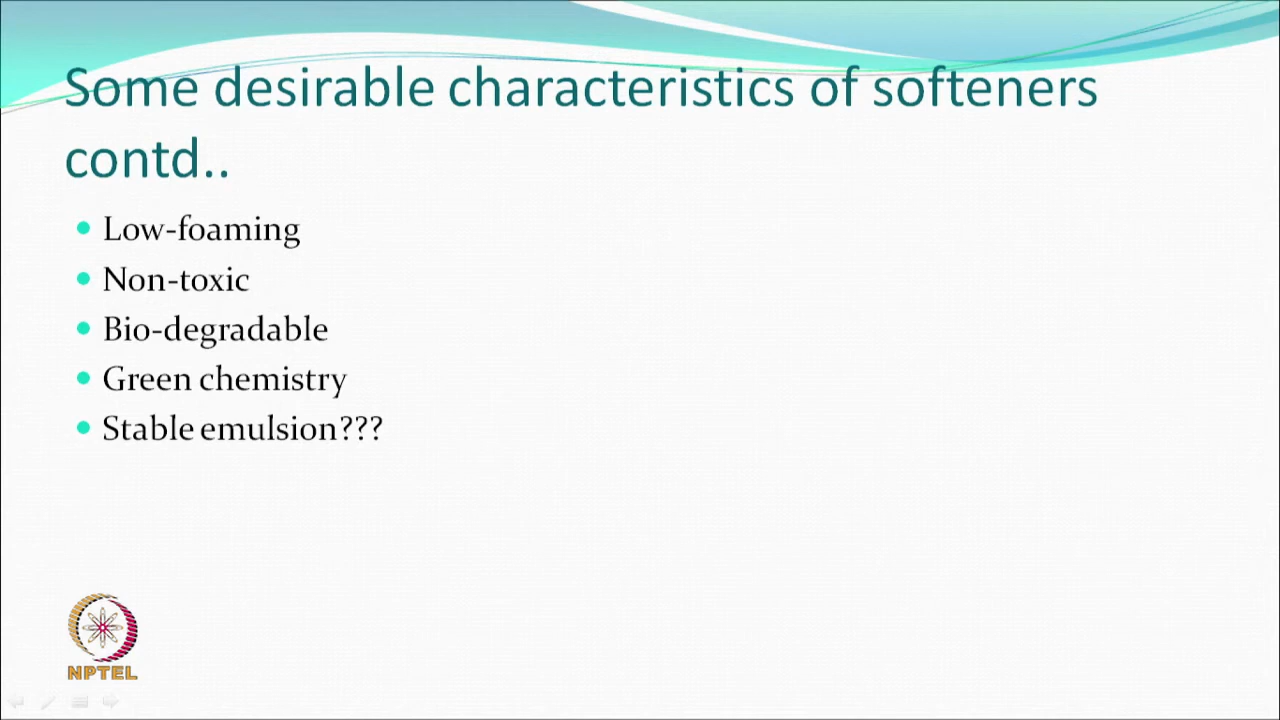 Some desirable characteristics of softeners
contd..
Low-foaming
Non-toxic
Bio-degradable
Green chemistry
Stable emulsion???
NPTEL